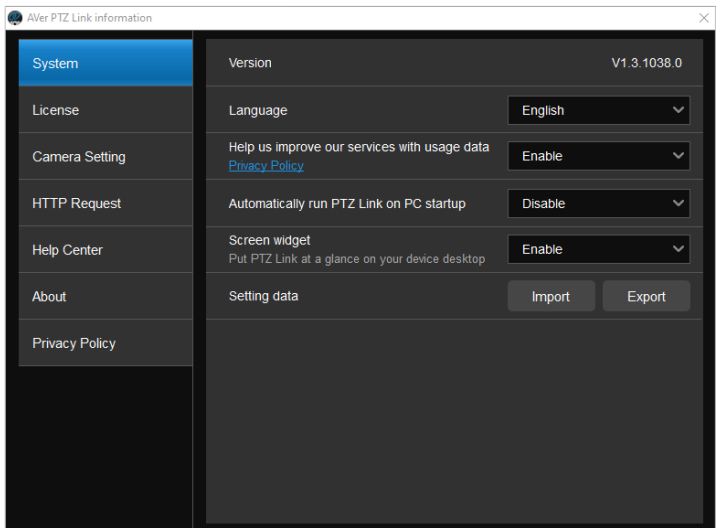 AVer PTZ Link information
System
License
Camera Setting
HTTP Request
Help Center
About
Privacy Policy
Version
V1.3.1038.0
Language
English
Help us improve our services with usage data
Privacy Policy
Enable
Automatically run PTZ Link on PC startup
Disable
Screen widget
Put PTZ Link at a glance on your device desktop
Enable
Setting data
Import
Export